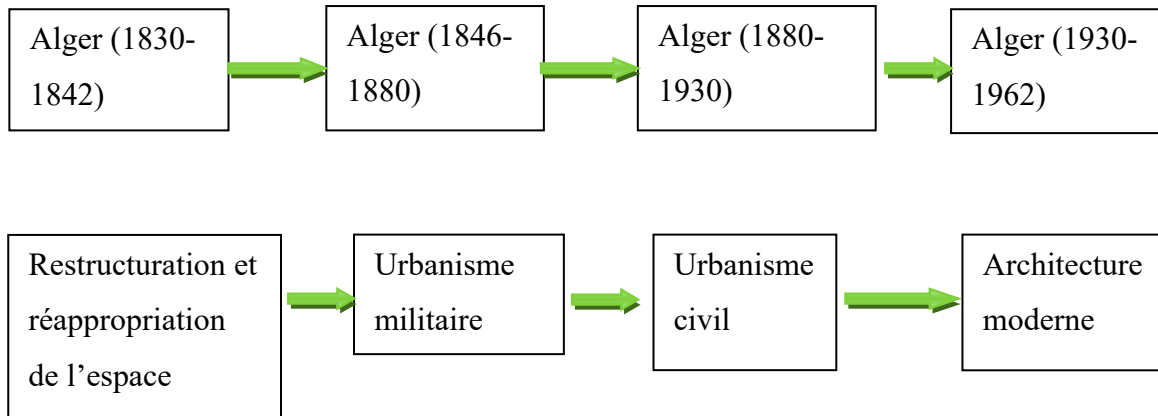 Alger (1830-
1842)
Alger (1846-
1880)
Alger (1880-
1930)
Alger (1930-
1962)
Restructuration et
réappropriation
de l’espace
Urbanisme
militaire
Urbanisme
civil
Architecture
moderne